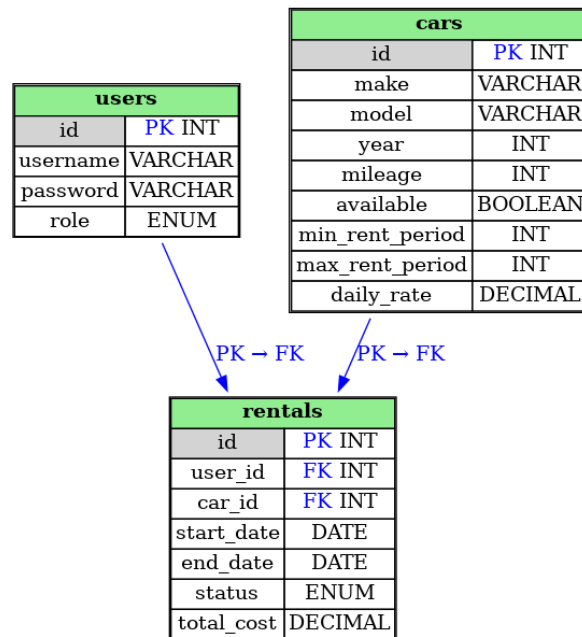 users
id PK INT
username VARCHAR
password VARCHAR
role ENUM
cars
id PK INT
make VARCHAR
model VARCHAR
year INT
mileage INT
available BOOLEAN
min_rent_period INT
max_rent_period INT
daily_rate DECIMAL
PK → FK
PK → FK
rentals
id PK INT
user_id FK INT
car_id FK INT
start_date DATE
end_date DATE
status ENUM
total_cost DECIMAL